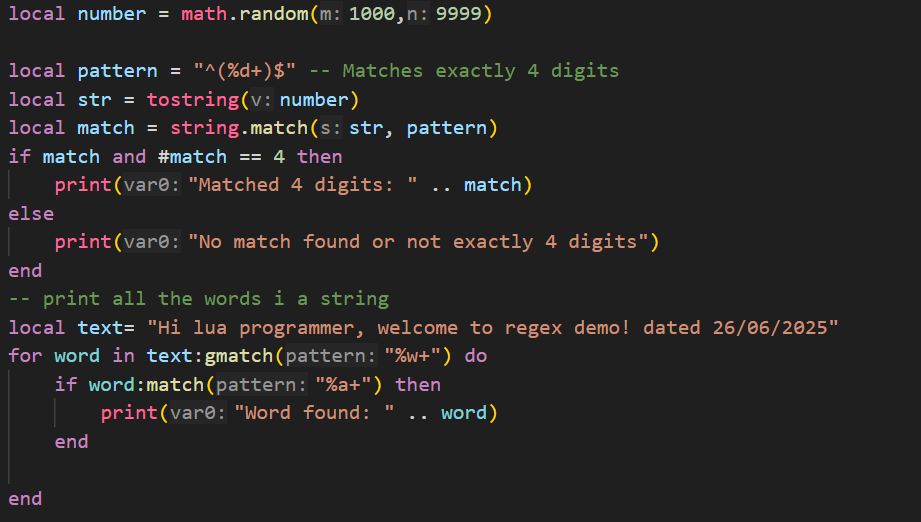 local number = math.random(m: 1000,n: 9999)
local pattern = "^(%d+)$" -- Matches exactly 4 digits
local str = tostring(v: number)
local match = string.match(s: str, pattern)
if match and #match == 4 then
    print(var0: "Matched 4 digits: " .. match)
else
    print(var0: "No match found or not exactly 4 digits")
end
-- print all the words i a string
local text= "Hi lua programmer, welcome to regex demo! dated 26/06/2025"
for word in text:gmatch(pattern: "%w+") do
    if word:match(pattern: "%a+") then
        print(var0: "Word found: " .. word)
    end
end